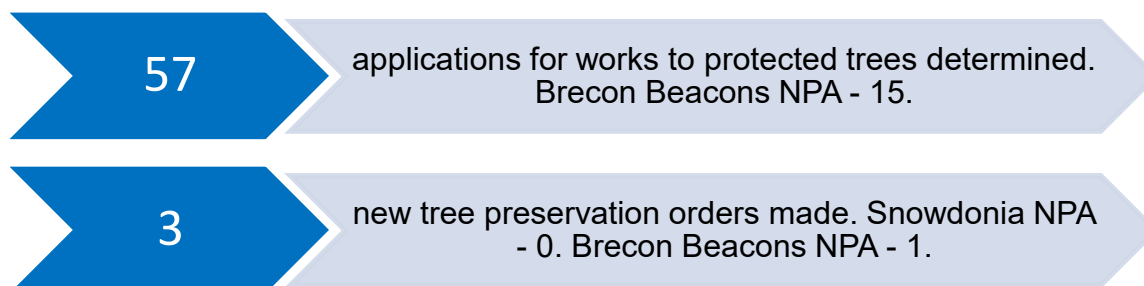 57
applications for works to protected trees determined.
Brecon Beacons NPA - 15.
3
new tree preservation orders made. Snowdonia NPA
- 0. Brecon Beacons NPA - 1.